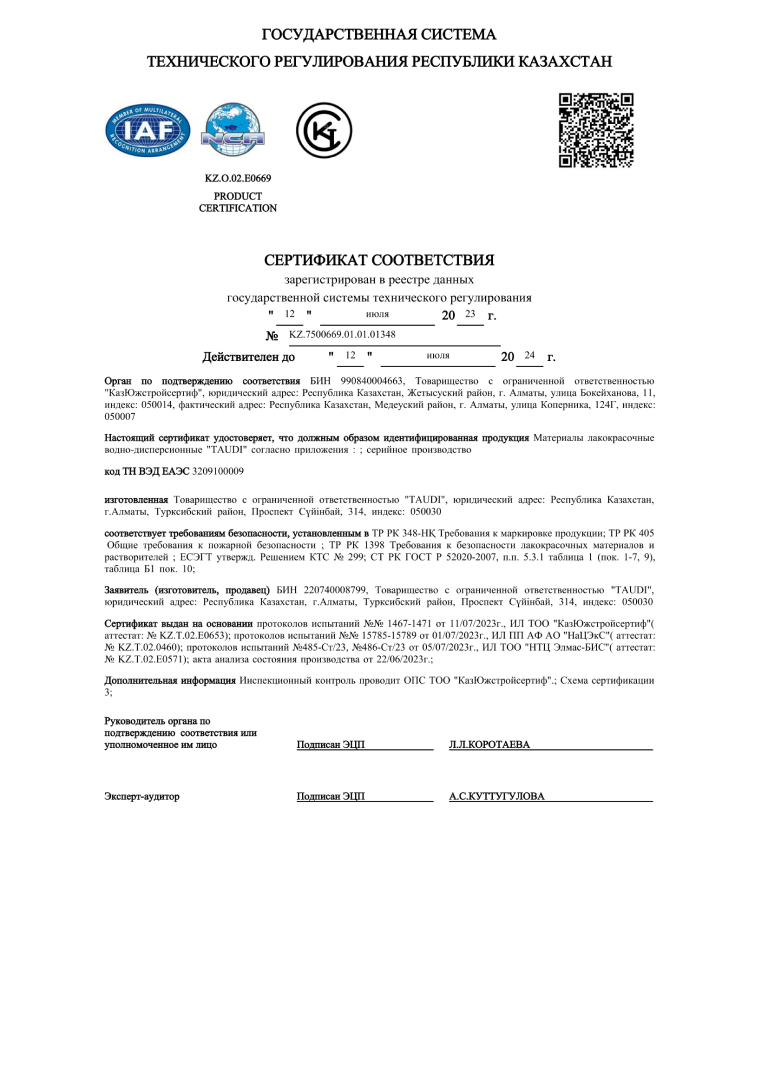 ГОСУДАРСТВЕННАЯ СИСТЕМА
ТЕХНИЧЕСКОГО РЕГУЛИРОВАНИЯ РЕСПУБЛИКИ КАЗАХСТАН
MEMBER OF MULTILATERAL
IAF
RECOGNITION ARRANGEMENT
NCA
KZ.O.02.E0669
PRODUCT
CERTIFICATION
СЕРТИФИКАТ СООТВЕТСТВИЯ
зарегистрирован в реестре данных
государственной системы технического регулирования
" 12 " июля 20 23 г.
№ KZ.7500669.01.01.01348
Действителен до " 12 " июля 20 24 г.
Орган по подтверждению соответствия БИН 990840004663, Товарищество с ограниченной ответственностью
"КазЮжстройсертиф", юридический адрес: Республика Казахстан, Жетысуский район, г. Алматы, улица Бокейханова, 11,
индекс: 050014, фактический адрес: Республика Казахстан, Медеуский район, г. Алматы, улица Коперника, 124Г, индекс:
050007
Настоящий сертификат удостоверяет, что должным образом идентифицированная продукция Материалы лакокрасочные
водно-дисперсионные "TAUDI" согласно приложения : ; серийное производство
код ТН ВЭД ЕАЭС 3209100009
изготовленная Товарищество с ограниченной ответственностью "TAUDI", юридический адрес: Республика Казахстан,
г.Алматы, Турксибский район, Проспект Сүйінбай, 314, индекс: 050030
соответствует требованиям безопасности, установленным в ТР РК 348-НҚ Требования к маркировке продукции; ТР РК 405
Общие требования к пожарной безопасности ; ТР РК 1398 Требования к безопасности лакокрасочных материалов и
растворителей ; ЕСЭГТ утвержд. Решением КТС № 299; СТ РК ГОСТ Р 52020-2007, п.п. 5.3.1 таблица 1 (пок. 1-7, 9),
таблица Б1 пок. 10;
Заявитель (изготовитель, продавец) БИН 220740008799, Товарищество с ограниченной ответственностью "TAUDI",
юридический адрес: Республика Казахстан, г.Алматы, Турксибский район, Проспект Сүйінбай, 314, индекс: 050030
Сертификат выдан на основании протоколов испытаний №№ 1467-1471 от 11/07/2023г., ИЛ ТОО "КазЮжстройсертиф"(
аттестат: № KZ.T.02.E0653); протоколов испытаний №№ 15785-15789 от 01/07/2023г., ИЛ ПП АФ АО "НаЦЭкС"( аттестат:
№ KZ.T.02.0460); протоколов испытаний №485-Ст/23, №486-Ст/23 от 05/07/2023г., ИЛ ТОО "НТЦ Элмас-БИС"( аттестат:
№ KZ.T.02.E0571); акта анализа состояния производства от 22/06/2023г.;
Дополнительная информация Инспекционный контроль проводит ОПС ТОО "КазЮжстройсертиф".; Схема сертификации
3;
Руководитель органа по
подтверждению соответствия или
уполномоченное им лицо Подписан ЭЦП Л.Л.КОРОТАЕВА
Эксперт-аудитор Подписан ЭЦП А.С.КУТТУГУЛОВА